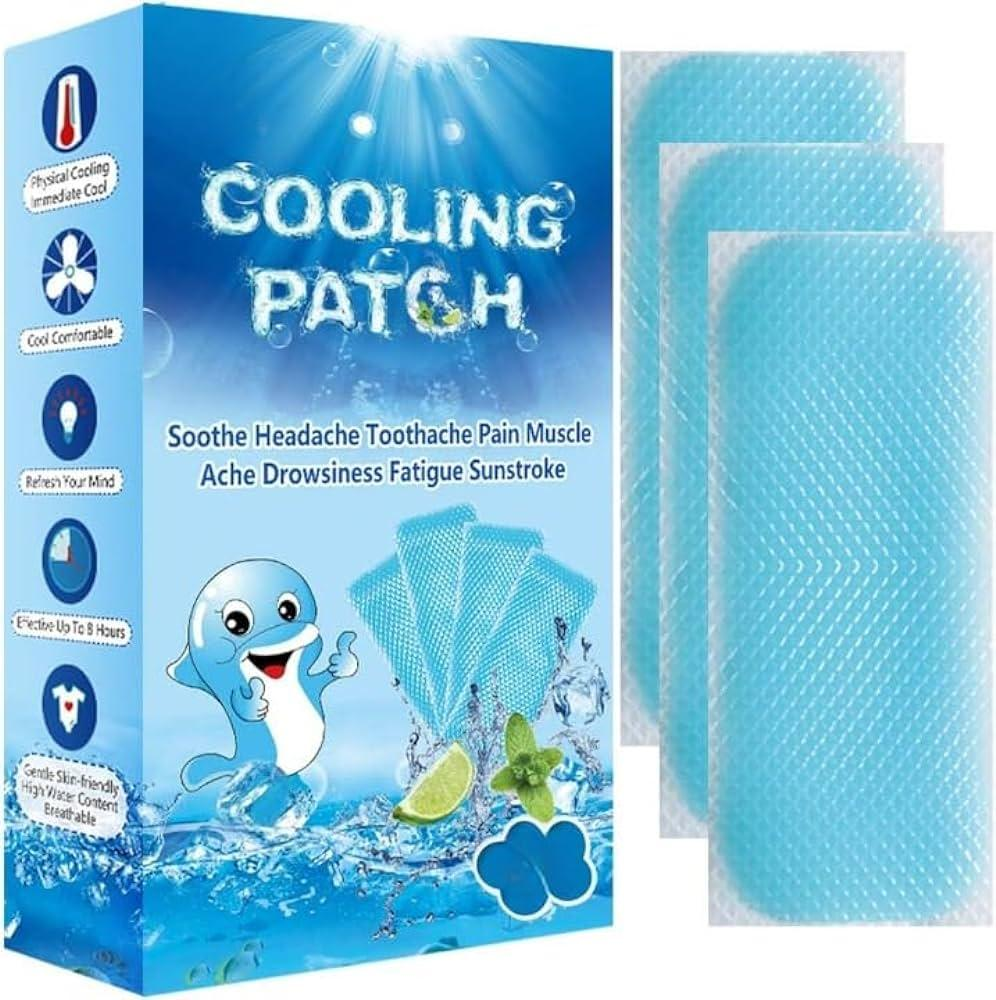 Physical Cooling
Immediate Cool
Cool Comfortable
Refresh Your Mind
Effective Up To 8 Hours
Gentle Skin-friendly
High Water Content
Breathable
COOLING
PATCH
Soothe Headache Toothache Pain Muscle
Ache Drowsiness Fatigue Sunstroke